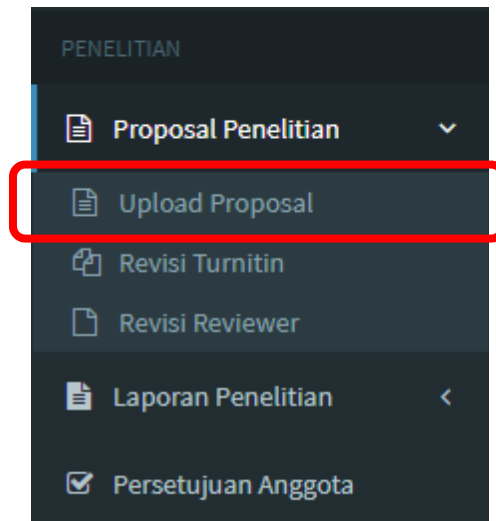 PENELITIAN
Proposal Penelitian
Upload Proposal
Revisi Turnitin
Revisi Reviewer
Laporan Penelitian
Persetujuan Anggota